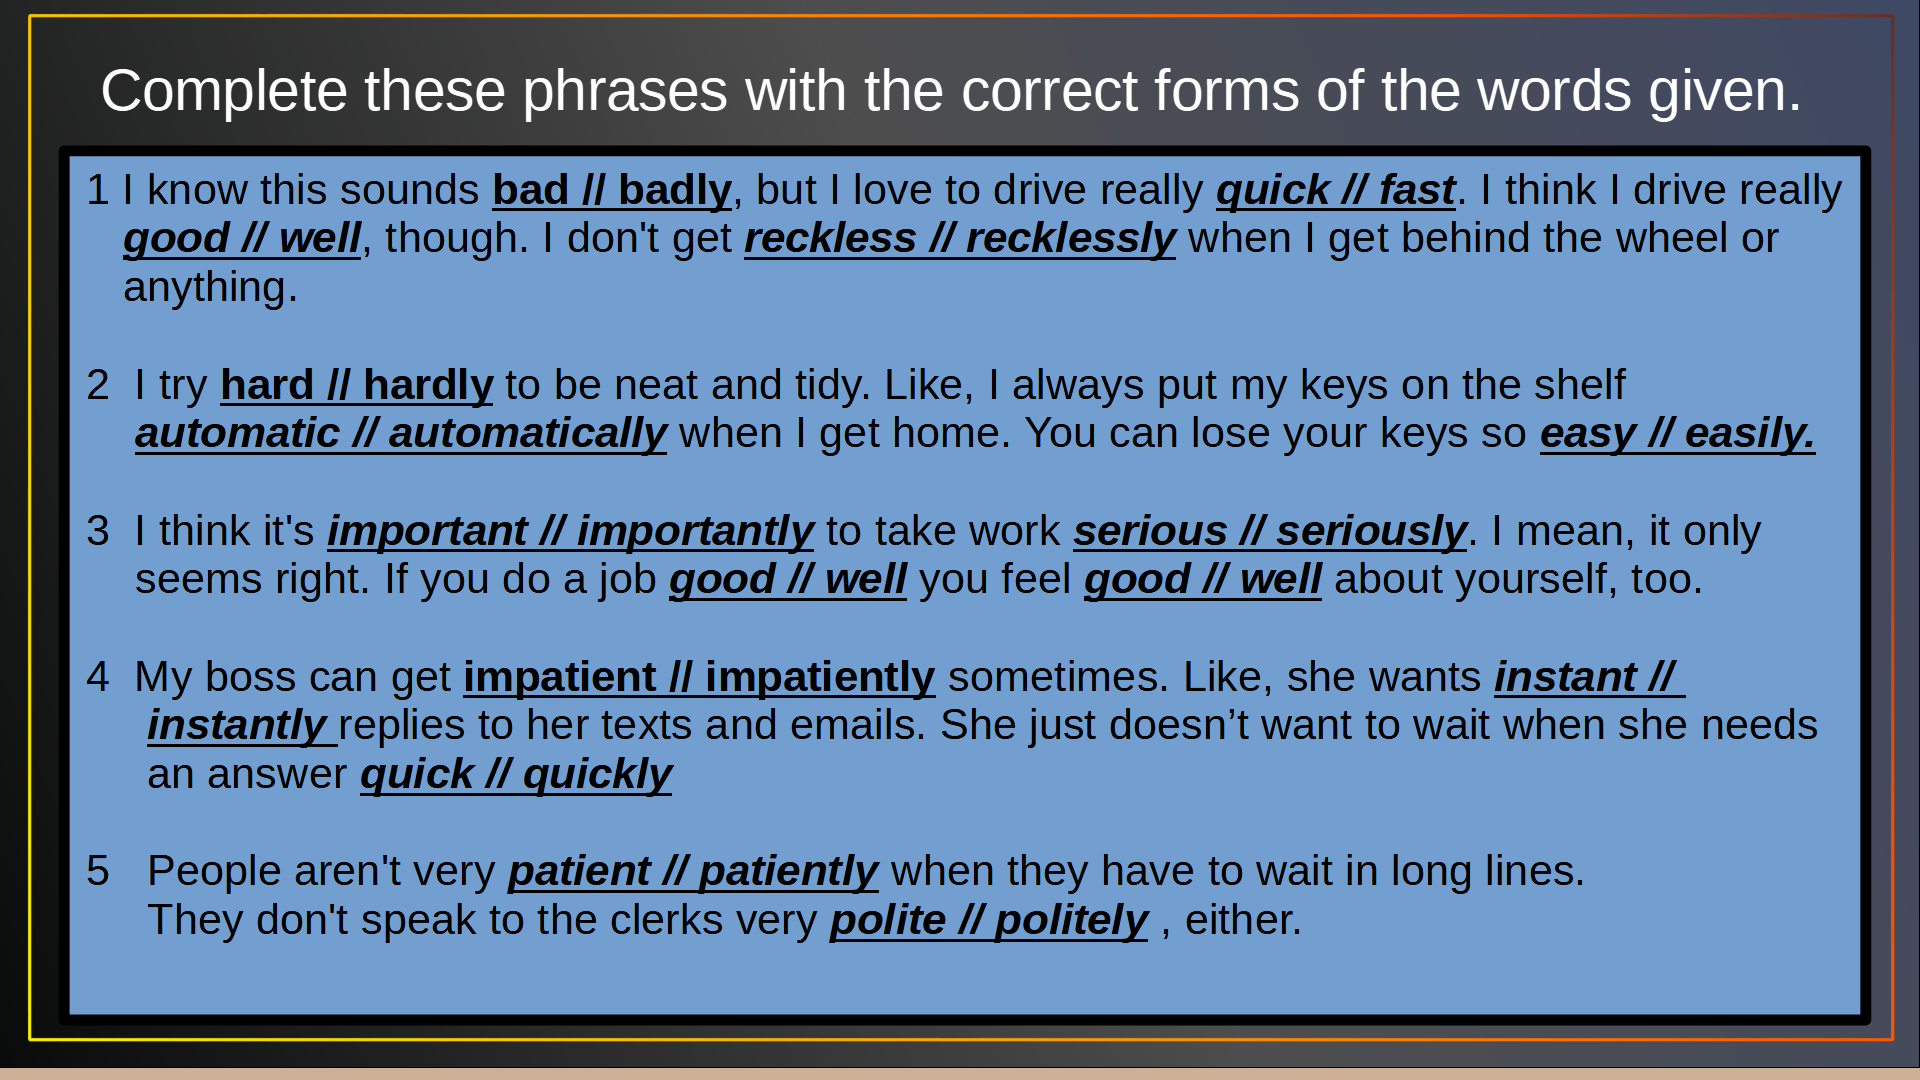 Complete these phrases with the correct forms of the words given.
1 I know this sounds bad // badly, but I love to drive really quick // fast. I think I drive really
good // well, though. I don't get reckless // recklessly when I get behind the wheel or
anything.
2 I try hard // hardly to be neat and tidy. Like, I always put my keys on the shelf
automatic // automatically when I get home. You can lose your keys so easy // easily.
3 I think it's important // importantly to take work serious // seriously. I mean, it only
seems right. If you do a job good // well you feel good // well about yourself, too.
4 My boss can get impatient // impatiently sometimes. Like, she wants instant //
instantly replies to her texts and emails. She just doesn’t want to wait when she needs
an answer quick // quickly
5 People aren't very patient // patiently when they have to wait in long lines.
They don't speak to the clerks very polite // politely , either.